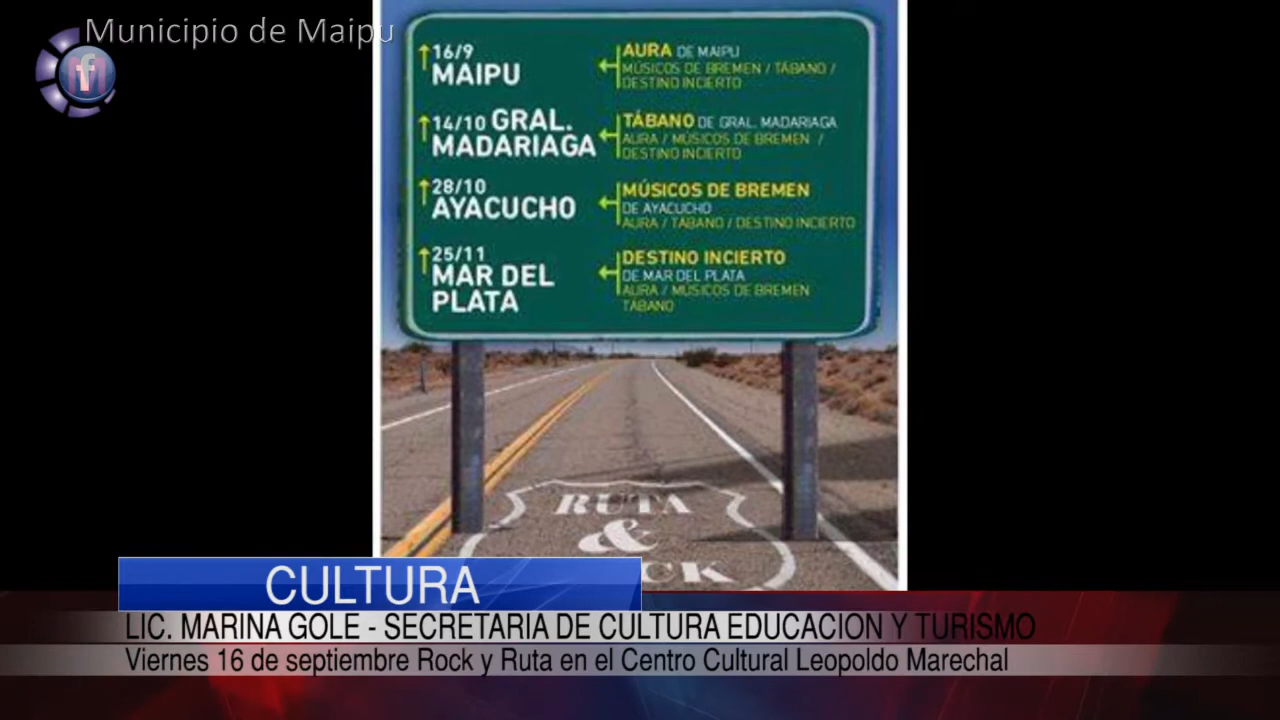 Municipio de Maipu
16/9
MAIPU
AURA DE MAIPU
MÚSICOS DE BREMEN / TÁBANO /
DESTINO INCIERTO
14/10 GRAL.
MADARIAGA
TÁBANO DE GRAL. MADARIAGA
AURA / MÚSICOS DE BREMEN /
DESTINO INCIERTO
28/10
AYACUCHO
MÚSICOS DE BREMEN
DE AYACUCHO
AURA / TÁBANO / DESTINO INCIERTO
25/11
MAR DEL
PLATA
DESTINO INCIERTO
DE MAR DEL PLATA
AURA / MÚSICOS DE BREMEN
TÁBANO
RUTA
&
CULTURA
LIC. MARINA GOLE - SECRETARIA DE CULTURA EDUCACION Y TURISMO
Viernes 16 de septiembre Rock y Ruta en el Centro Cultural Leopoldo Marechal